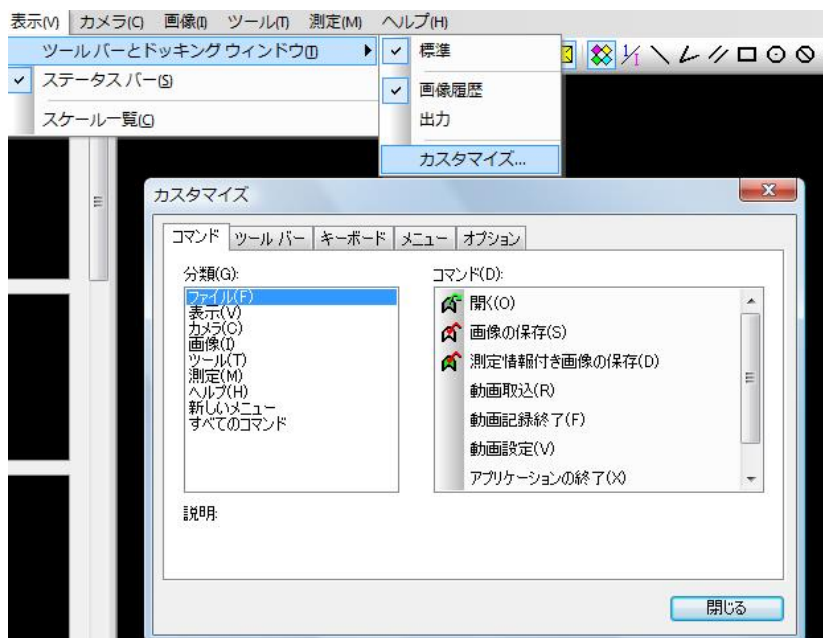 表示(V) カメラ(C) 画像(I) ツール(T) 測定(M) ヘルプ(H)
ツールバーとドッキングウィンドウ(T)
ステータスバー(S)
スケール一覧(C)
標準
画像履歴
出力
カスタマイズ...
カスタマイズ
コマンド ツール バー キーボード メニュー オプション
分類(G):
ファイル(F)
表示(V)
カメラ(C)
画像(I)
ツール(T)
測定(M)
ヘルプ(H)
新しいメニュー
すべてのコマンド
コマンド(D):
開く(O)
画像の保存(S)
測定情報付き画像の保存(D)
動画取込(R)
動画記録終了(F)
動画設定(V)
アプリケーションの終了(X)
説明:
閉じる